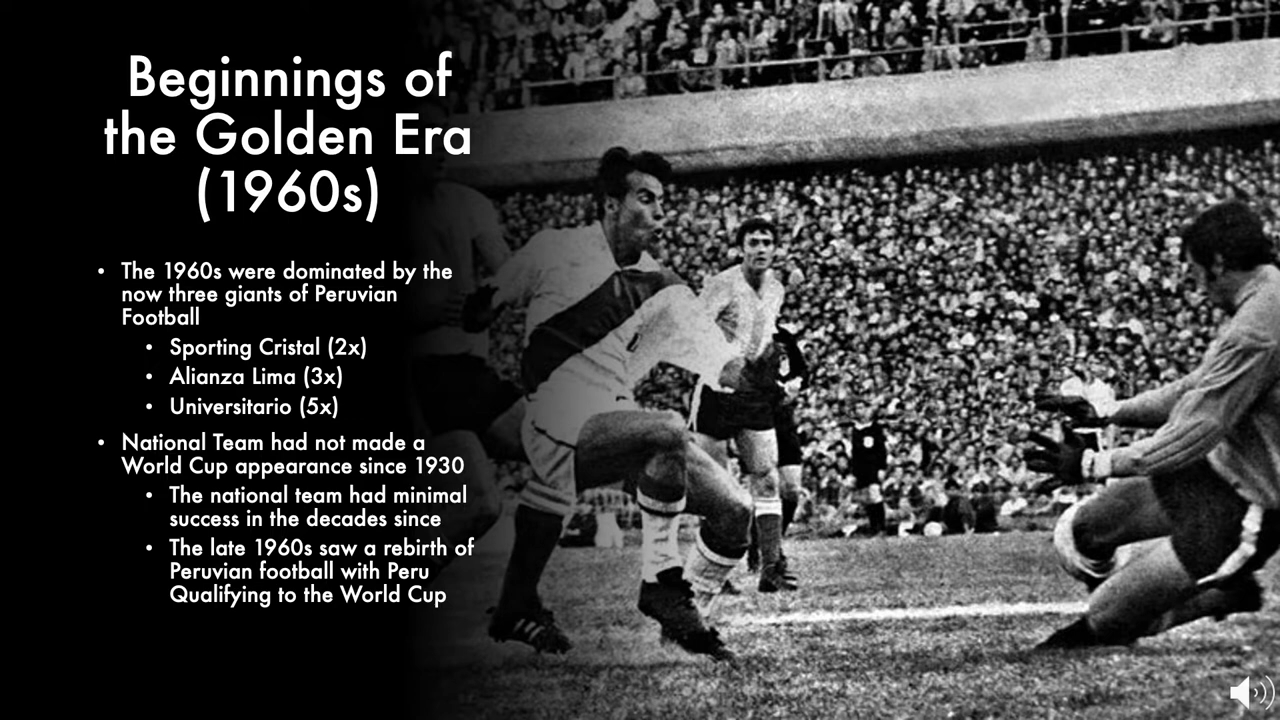 Beginnings of
the Golden Era
(1960s)
• The 1960s were dominated by the
now three giants of Peruvian
Football
• Sporting Cristal (2x)
• Alianza Lima (3x)
• Universitario (5x)
• National Team had not made a
World Cup appearance since 1930
• The national team had minimal
success in the decades since
• The late 1960s saw a rebirth of
Peruvian football with Peru
Qualifying to the World Cup